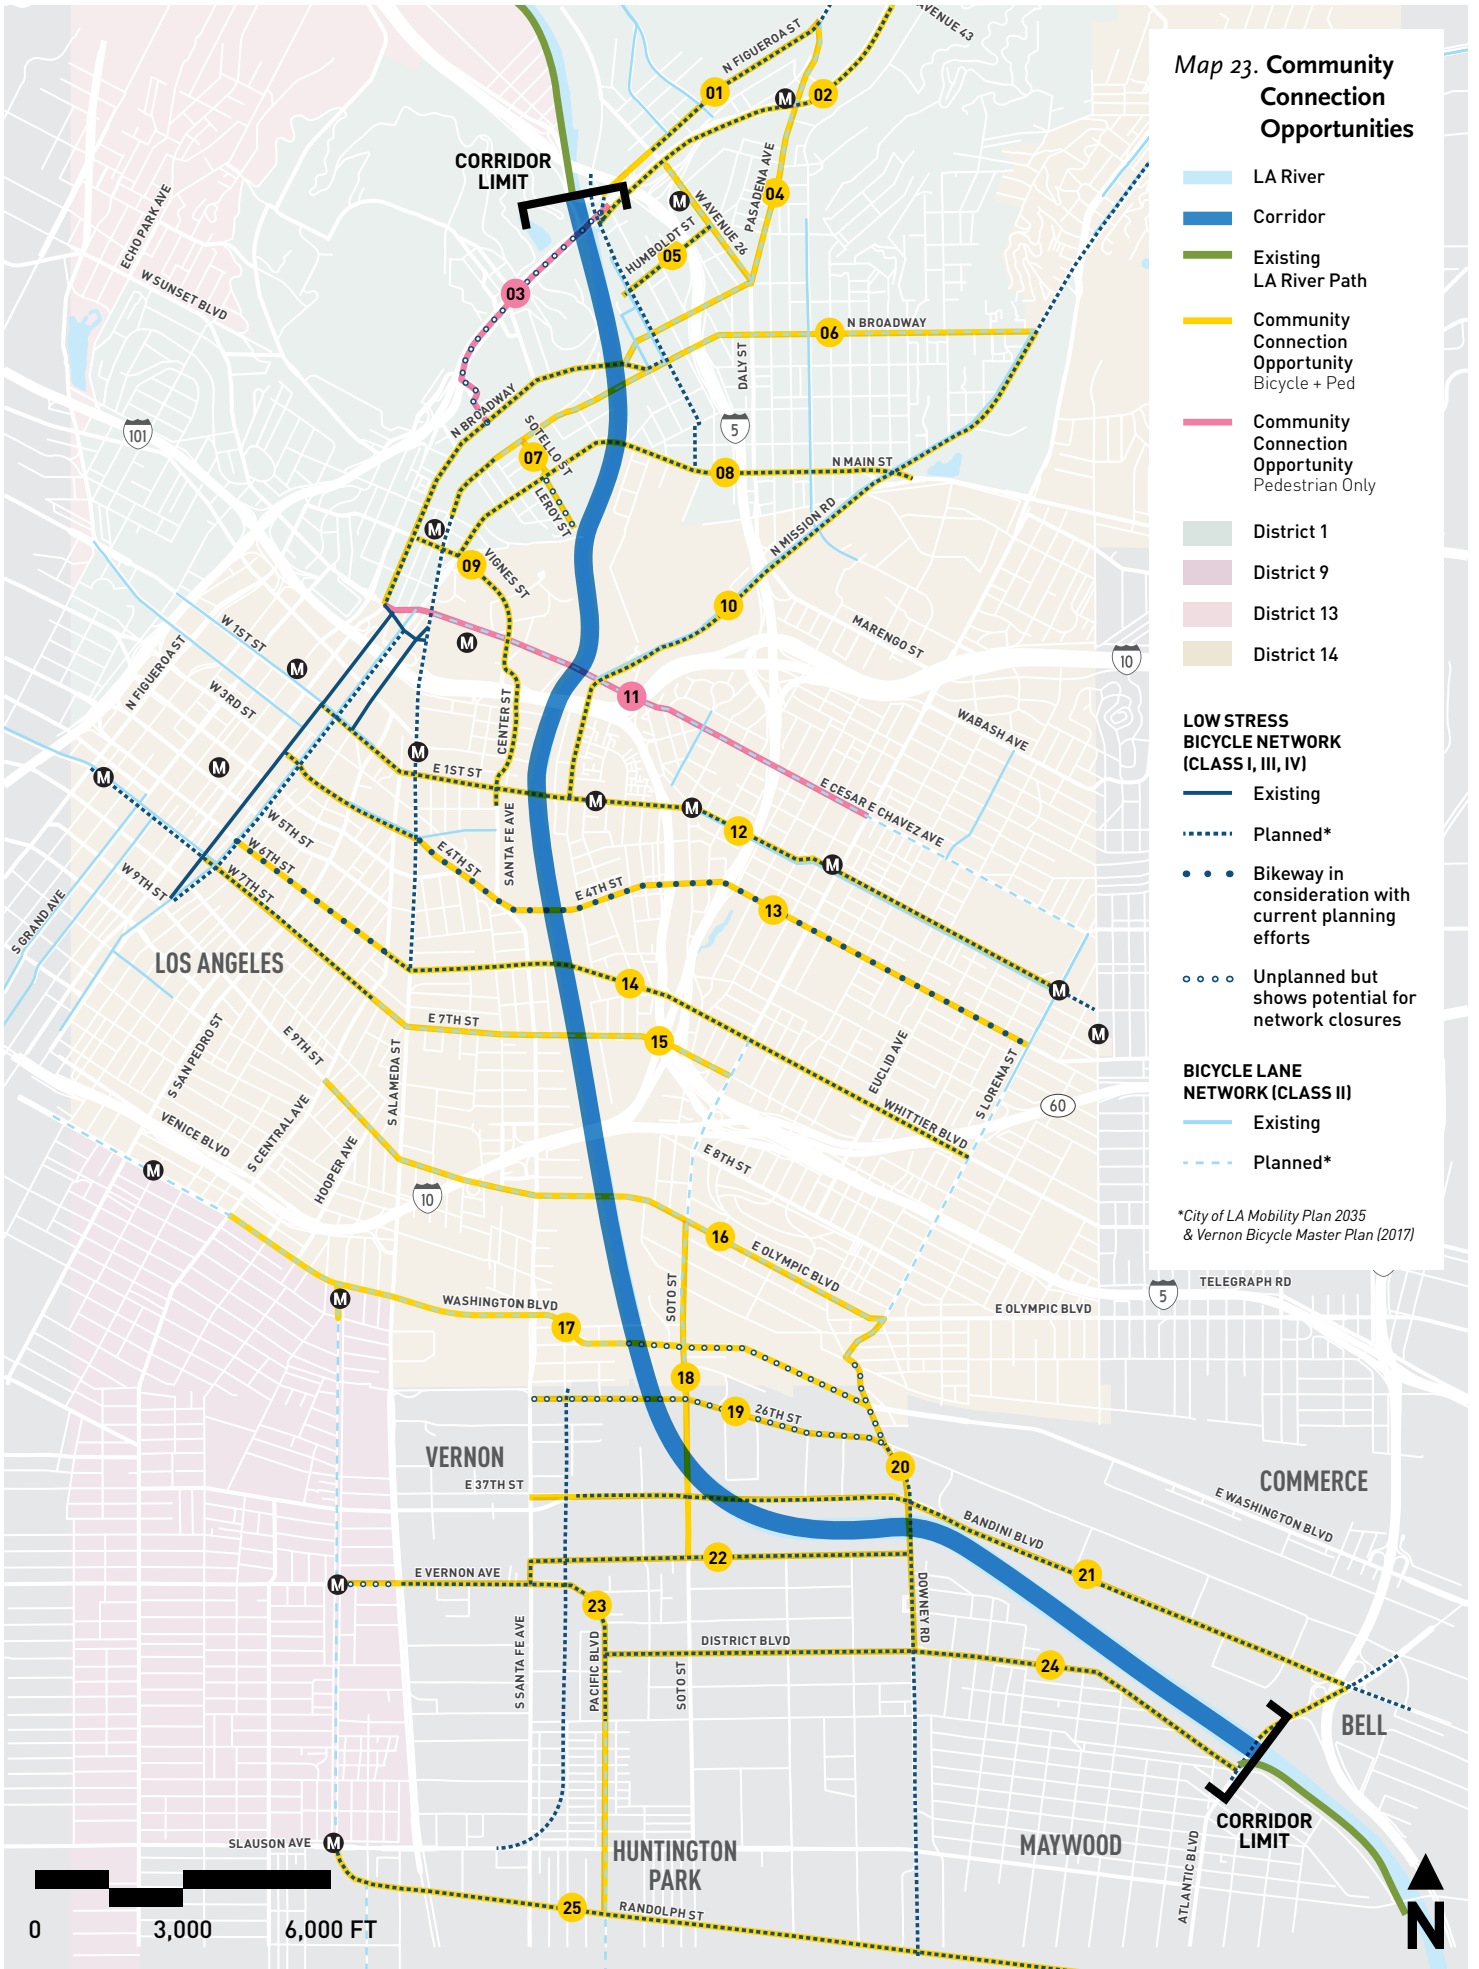 Map 23. Community
Connection
Opportunities
LA River
Corridor
Existing
LA River Path
Community
Connection
Opportunity
Bicycle + Ped
Community
Connection
Opportunity
Pedestrian Only
District 1
District 9
District 13
District 14
LOW STRESS
BICYCLE NETWORK
(CLASS I, III, IV)
Existing
Planned*
Bikeway in
consideration with
current planning
efforts
Unplanned but
shows potential for
network closures
BICYCLE LANE
NETWORK (CLASS II)
Existing
Planned*
*City of LA Mobility Plan 2035
& Vernon Bicycle Master Plan (2017)
AVENUE 43
N FIGUEROA ST
01
02
M
CORRIDOR
LIMIT
ECHO PARK AVE
W SUNSET BLVD
PASADENA AVE
04
M
W AVENUE 26
HUMBOLDT ST
05
03
06
N BROADWAY
DALY ST
N BROADWAY
101
5
SOTELLO ST
07
LEROY ST
08
N MAIN ST
M
09
VIGNES ST
N MISSION RD
10
W 1ST ST
N FIGUEROA ST
M
M
MARENGO ST
10
W 3RD ST
11
CENTER ST
WABASH AVE
M
M
M
E 1ST ST
M
M
E CESAR E CHAVEZ AVE
SANTA FE AVE
12
M
W 5TH ST
W 6TH ST
W 7TH ST
W 9TH ST
E 4TH ST
E 4TH ST
13
S GRAND AVE
LOS ANGELES
14
M
M
E 7TH ST
15
E 9TH ST
S SAN PEDRO ST
S ALAMEDA ST
EUCLID AVE
S LORENA ST
60
WHITTIER BLVD
VENICE BLVD
S CENTRAL AVE
HOOPER AVE
E 8TH ST
M
10
16
E OLYMPIC BLVD
TELEGRAPH RD
5
E OLYMPIC BLVD
SOTO ST
M
WASHINGTON BLVD
17
18
19
26TH ST
VERNON
20
COMMERCE
E 37TH ST
E WASHINGTON BLVD
BANDINI BLVD
22
21
M
E VERNON AVE
23
DOWNEY RD
S SANTA FE AVE
PACIFIC BLVD
SOTO ST
DISTRICT BLVD
24
BELL
CORRIDOR
LIMIT
SLAUSON AVE
M
HUNTINGTON
PARK
MAYWOOD
ATLANTIC BLVD
25
RANDOLPH ST
0
3,000
6,000 FT
N